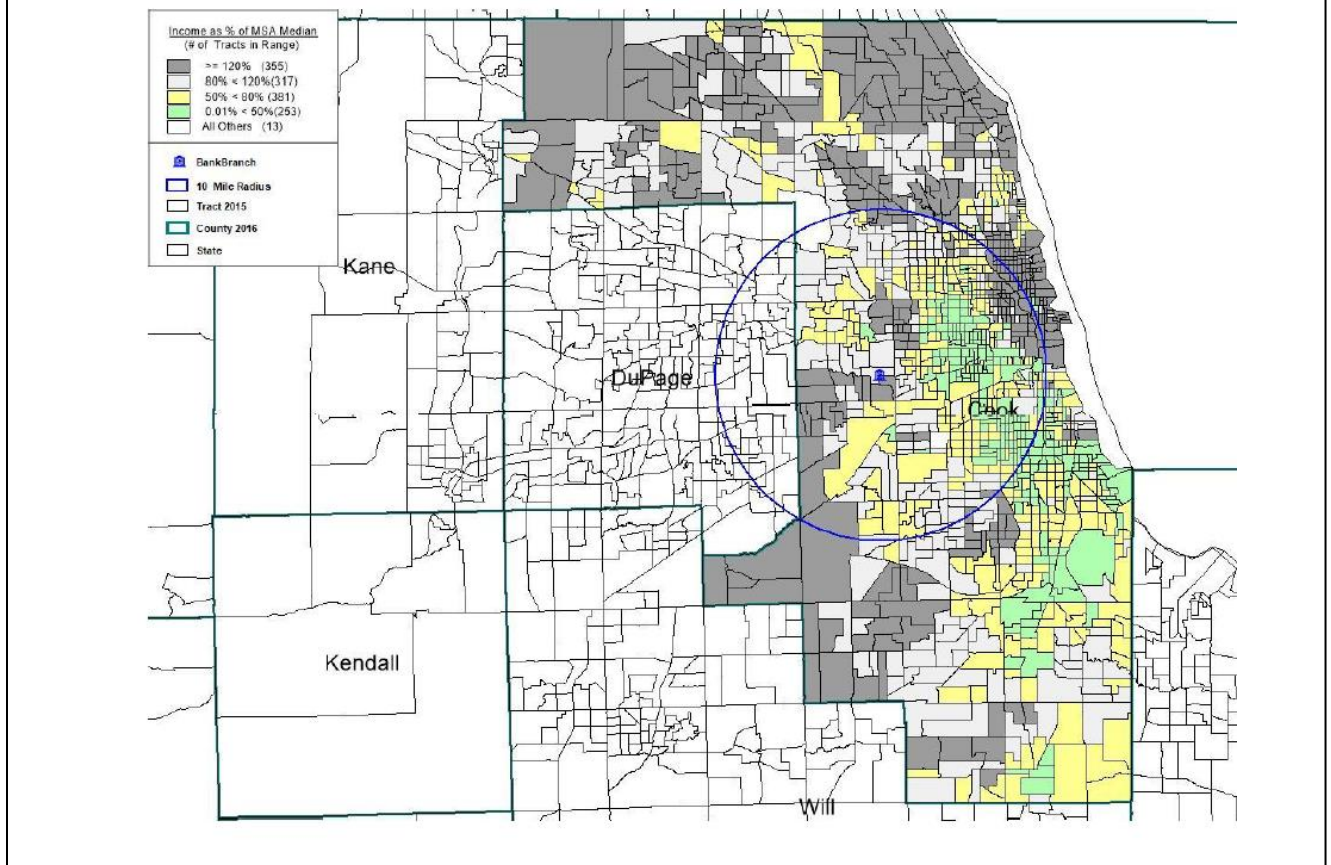 Income as % of MSA Median
(# of Tracts in Range)
>= 120% (355)
80% < 120%(317)
50% < 80% (381)
0.01% < 50%(253)
All Others (13)
BankBranch
10 Mile Radius
Tract 2015
County 2016
State
Kane
DuPage
Cook
Kendall
Will